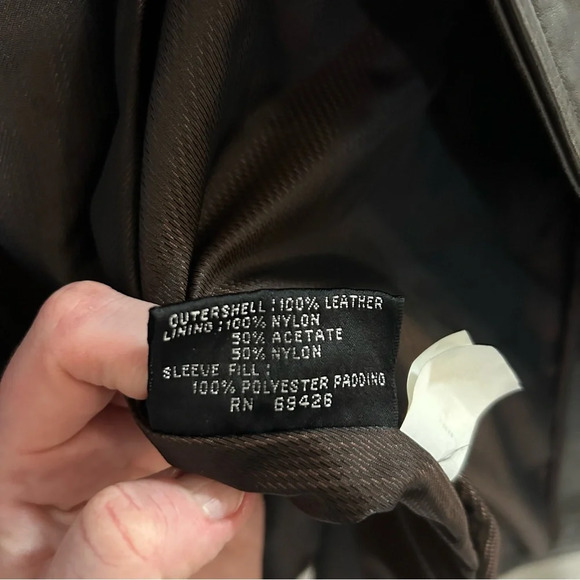 OUTERSHELL:100% LEATHER
LINING:100% NYLON
50% ACETATE
50% NYLON
SLEEVE FILL:
100% POLYESTER PADDING
RN 69426